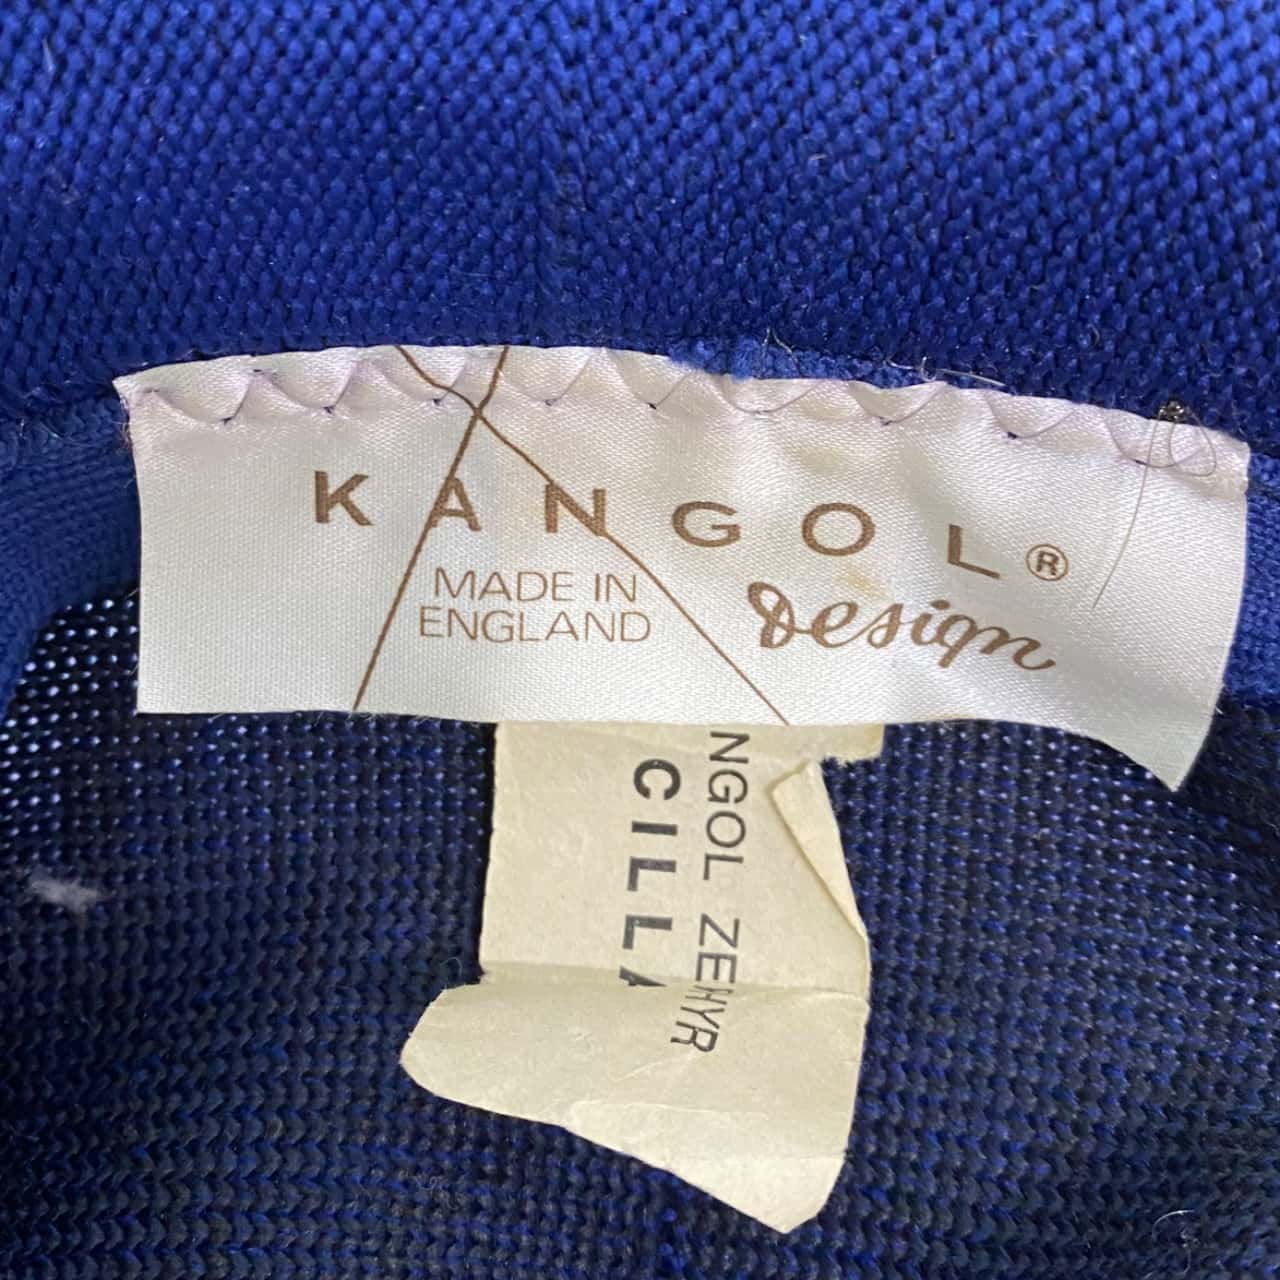 KANGOL®
Design
MADE IN
ENGLAND
NGOL ZEHYR
CILLA